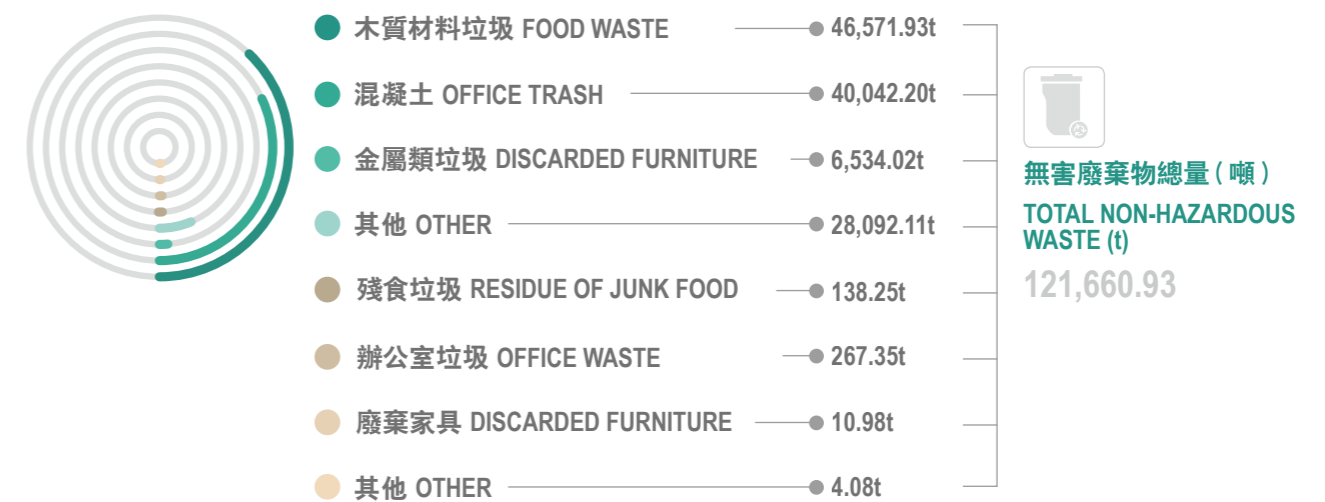 木質材料垃圾 FOOD WASTE 46,571.93t
混凝土 OFFICE TRASH 40,042.20t
金屬類垃圾 DISCARDED FURNITURE 6,534.02t
其他 OTHER 28,092.11t
殘食垃圾 RESIDUE OF JUNK FOOD 138.25t
辦公室垃圾 OFFICE WASTE 267.35t
廢棄家具 DISCARDED FURNITURE 10.98t
其他 OTHER 4.08t
無害廢棄物總量 ( 噸 )
TOTAL NON-HAZARDOUS
WASTE (t)
121,660.93